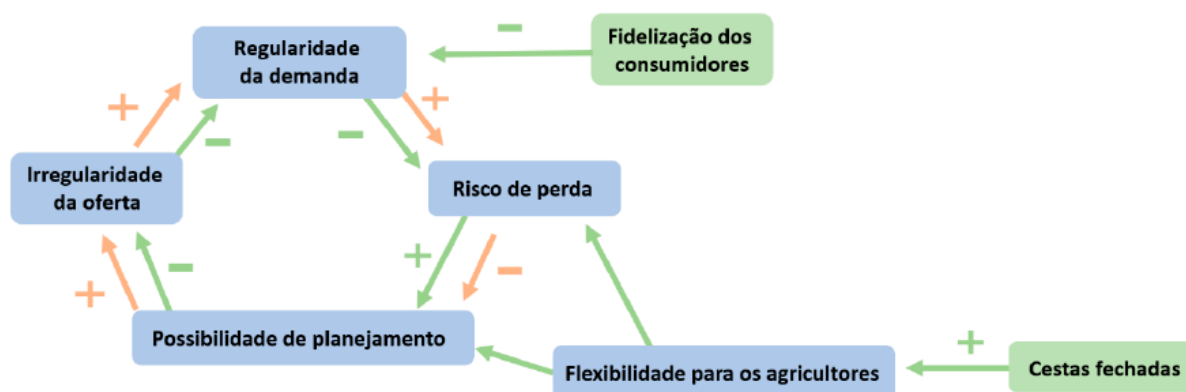 Regularidade
da demanda
−
Fidelização dos
consumidores
+
−
−
+
Irregularidade
da oferta
Risco de perda
+
−
+
−
Possibilidade de planejamento
Flexibilidade para os agricultores
+
Cestas fechadas